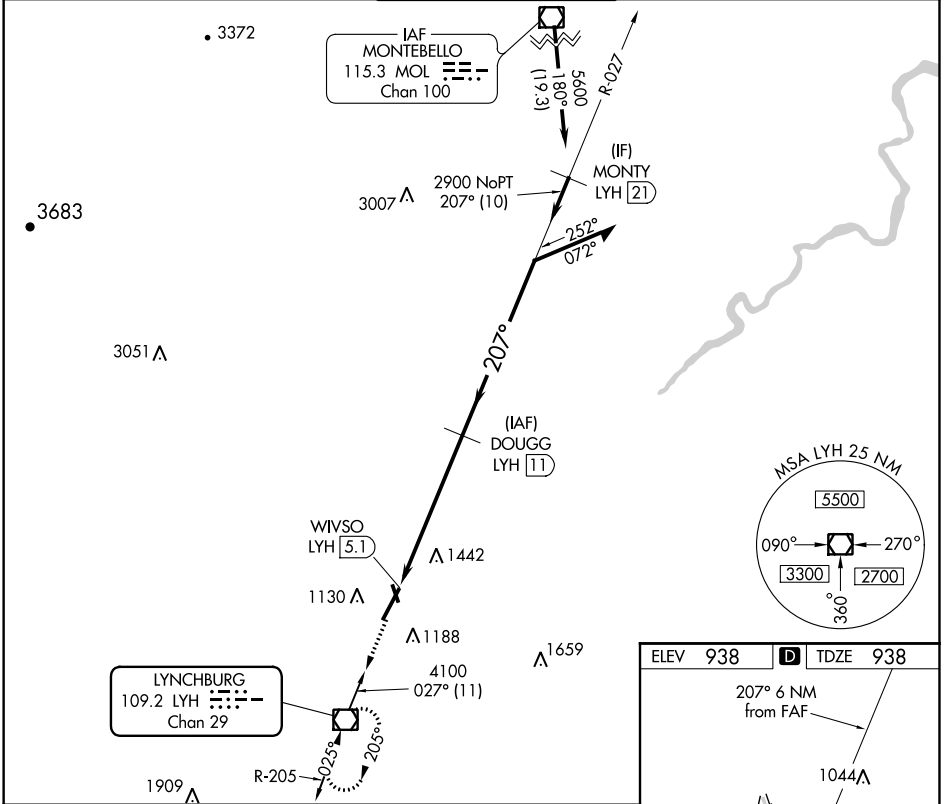 3372
IAF
MONTEBELLO
115.3 MOL
Chan 100
5600
180°
(19.3)
R-027
(IF)
MONTY
LYH 21
2900 NoPT
207° (10)
3007
3683
252°
072°
207°
3051
(IAF)
DOUGG
LYH 11
MSA LYH 25 NM
5500
090°
270°
3300
2700
360°
WIVSO
LYH 5.1
1442
1130
1188
1659
4100
027° (11)
LYNCHBURG
109.2 LYH
Chan 29
025°
205°
R-205
1909
ELEV 938 D TDZE 938
207° 6 NM
from FAF
1044